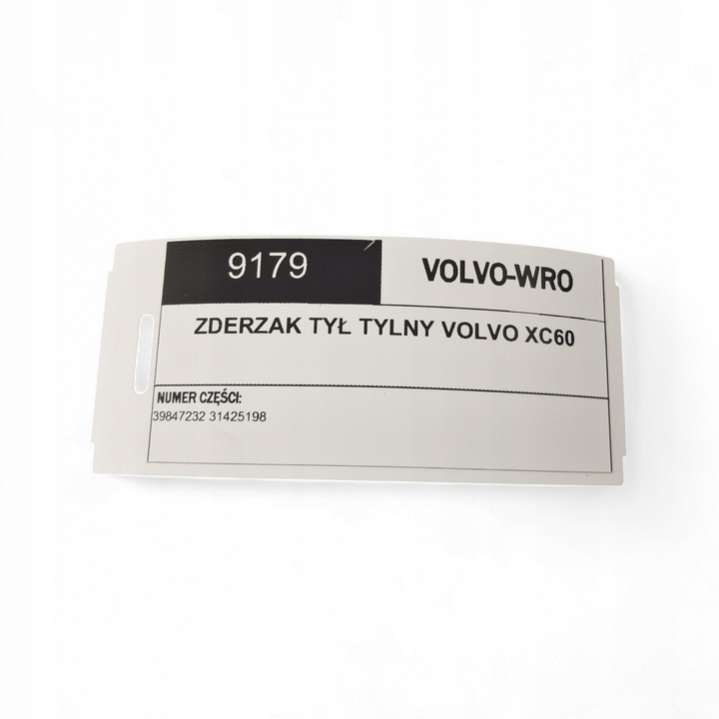 9179
VOLVO-WRO
ZDERZAK TYŁ TYLNY VOLVO XC60
NUMER CZĘŚCI:
39847232 31425198